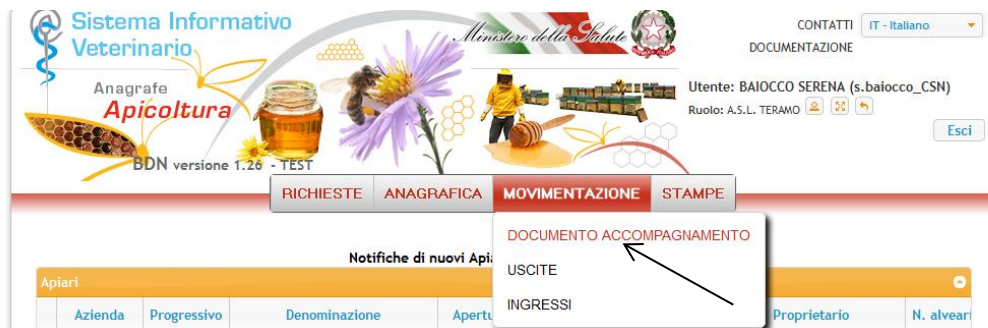 Sistema Informativo
Veterinario
Anagrafe
Apicoltura
BDN versione 1.26 - TEST
Ministero della Salute
CONTATTI
IT - Italiano
DOCUMENTAZIONE
Utente: BAIOCCO SERENA (s.baiocco_CSN)
Ruolo: A.S.L. TERAMO
Esci
RICHIESTE ANAGRAFICA MOVIMENTAZIONE STAMPE
DOCUMENTO ACCOMPAGNAMENTO
USCITE
INGRESSI
Notifiche di nuovi Api
Apiari
Azienda Progressivo Denominazione Apertu Proprietario N. alveari